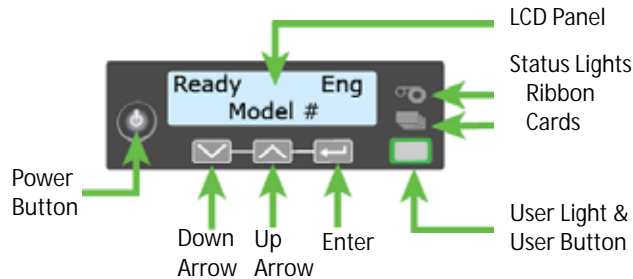 LCD Panel
Status Lights
Ribbon
Cards
Ready Eng
Model #
Power
Button
Down
Arrow
Up
Arrow
Enter
User Light &
User Button